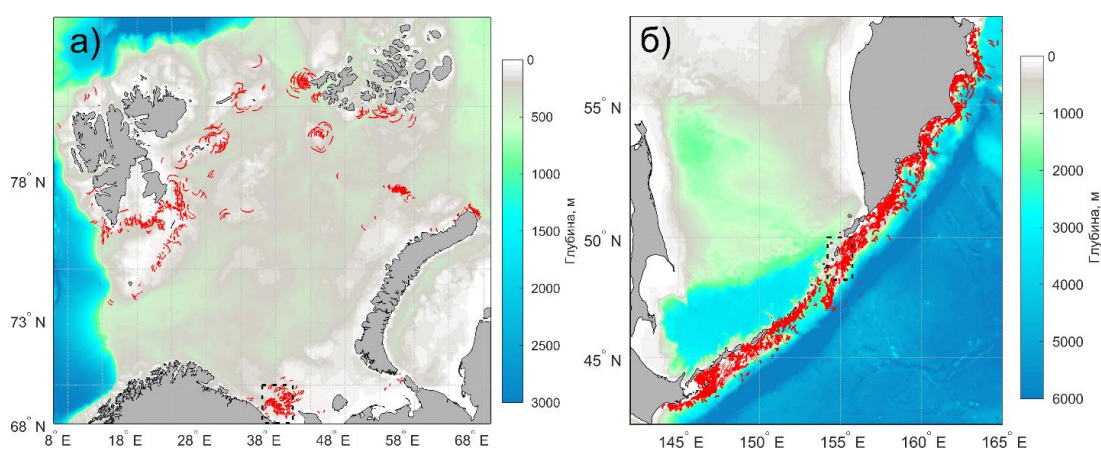 а)
78° N
73° N
68° N
8° E
18° E
28° E
38° E
48° E
58° E
68° E
0
500
1000
1500
2000
2500
3000
Глубина, м
б)
55° N
50° N
45° N
145° E
150° E
155° E
160° E
165° E
0
1000
2000
3000
4000
5000
6000
Глубина, м